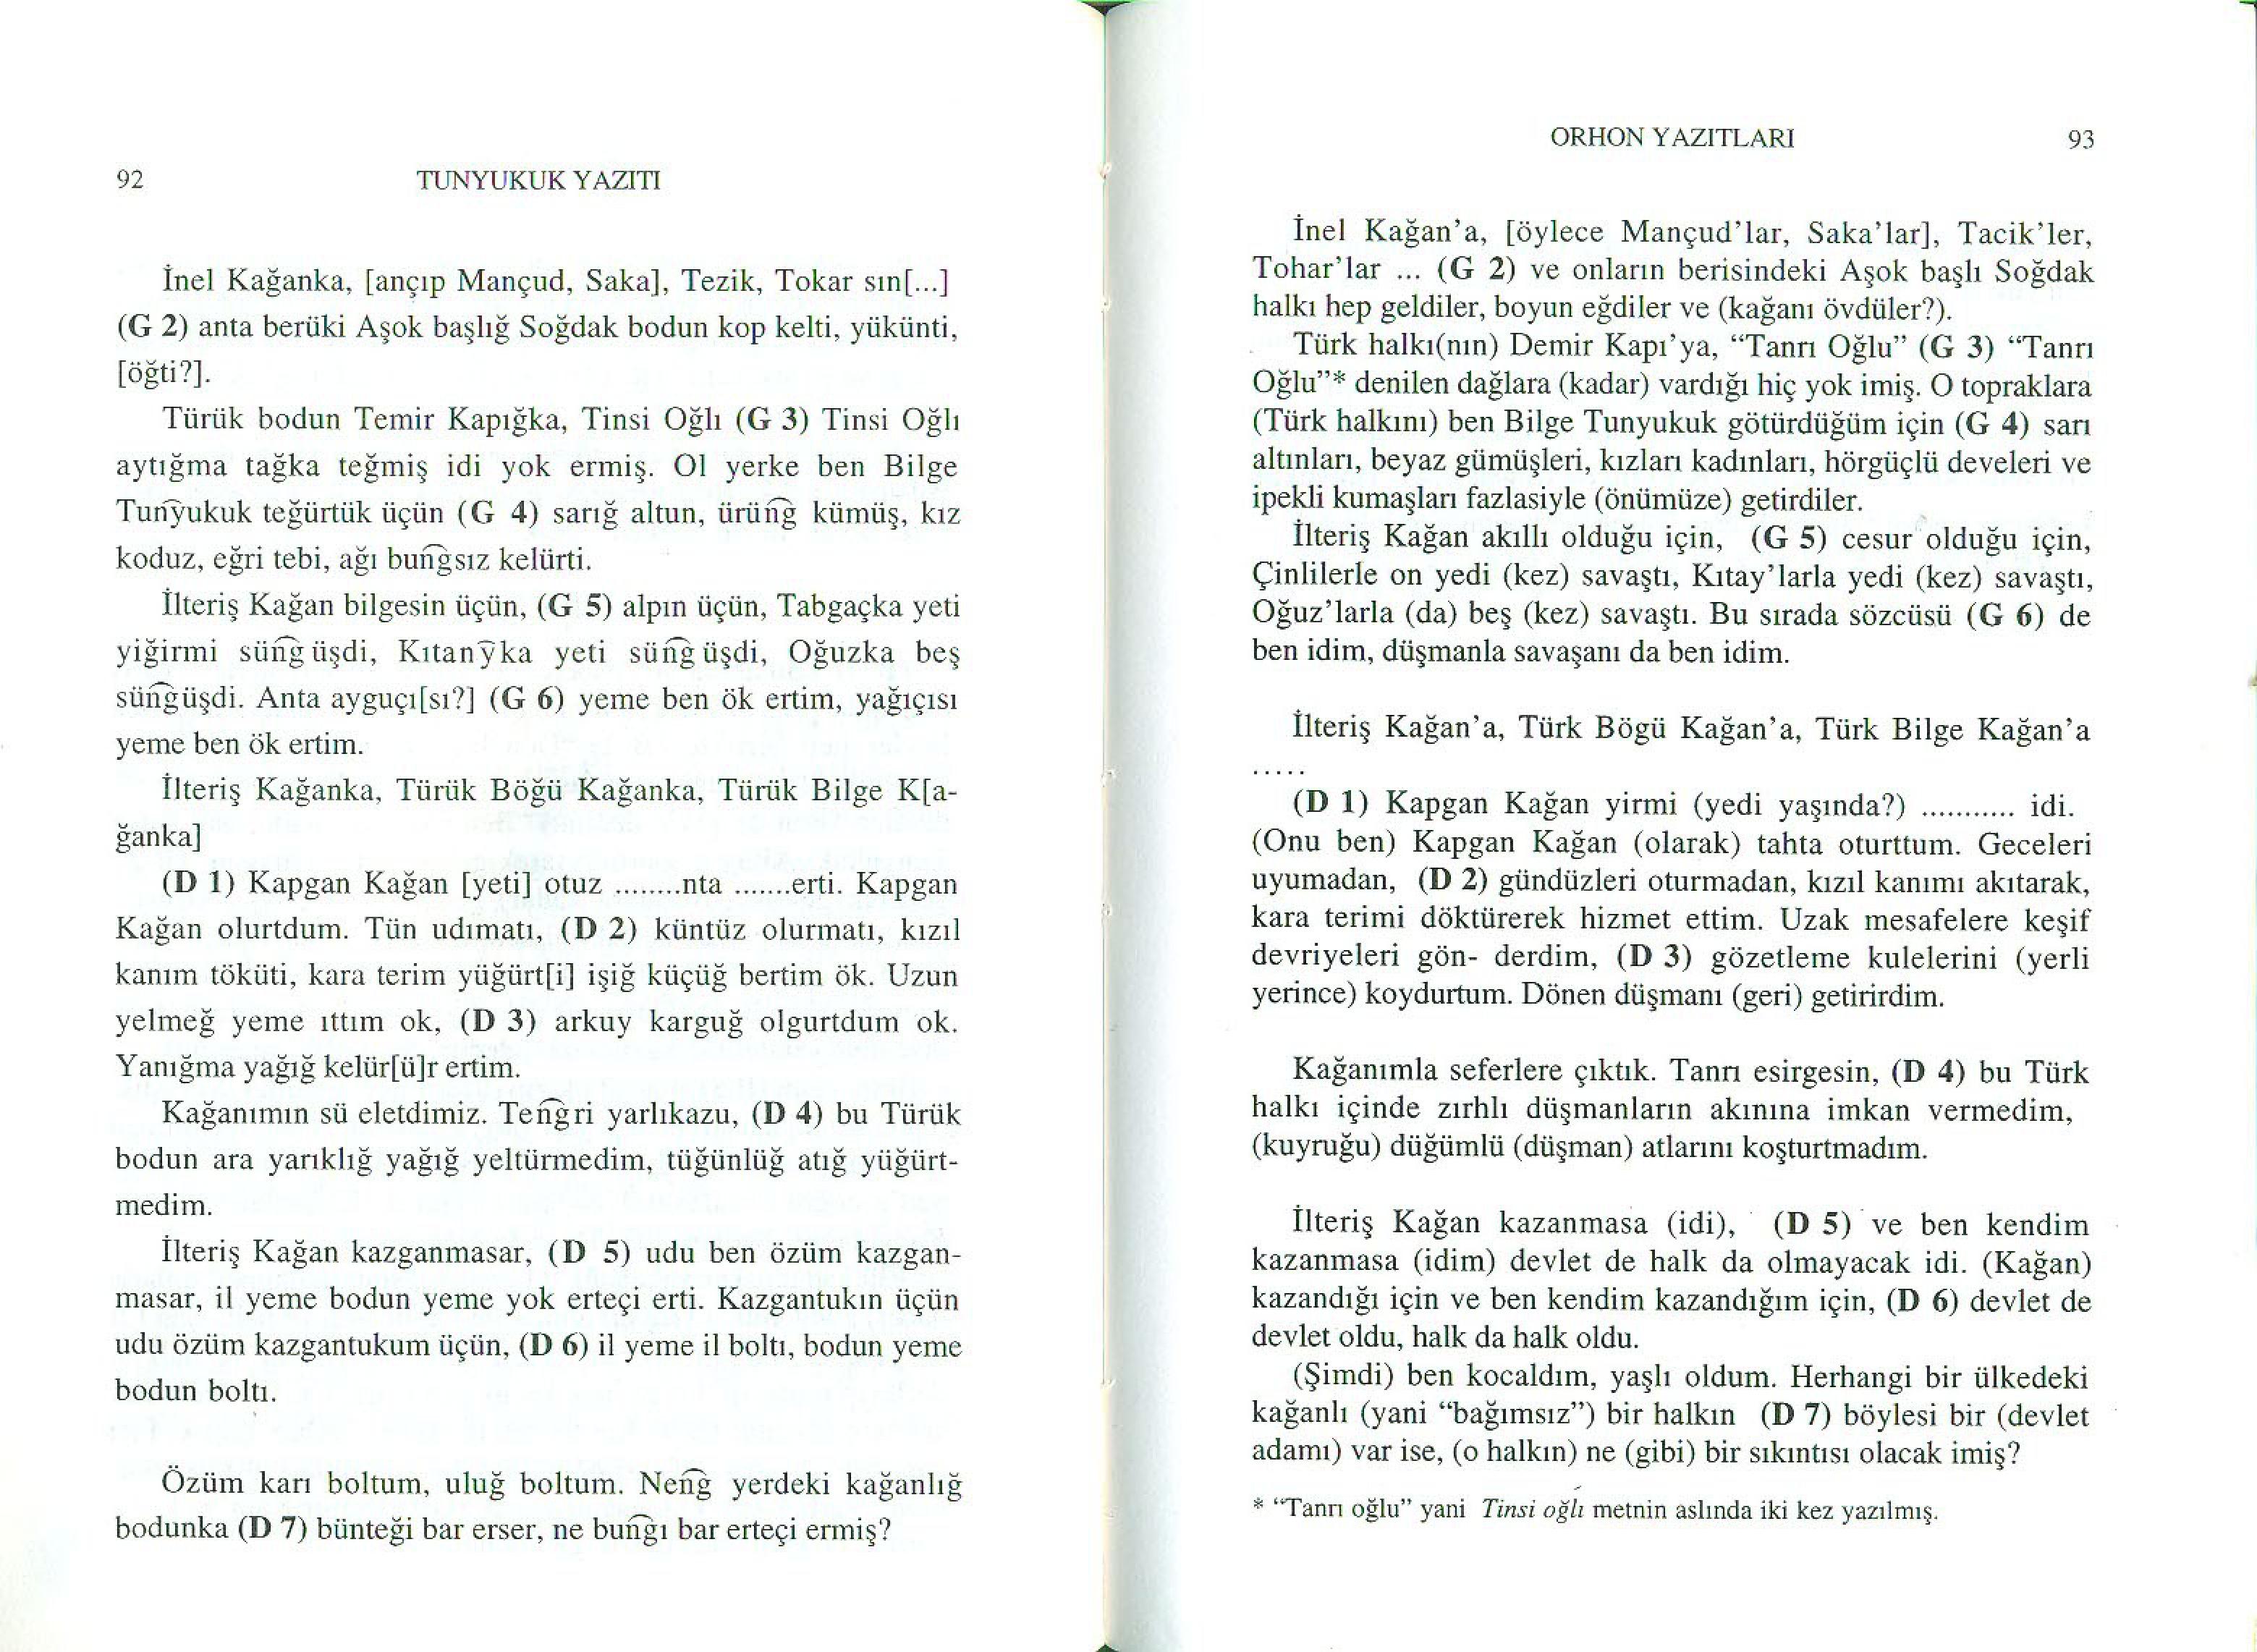 92
TUNYUKUK YAZITI
İnel Kağanka, [ançıp Mançud, Saka], Tezik, Tokar sın[...]
(G 2) anta berüki Aşok başlığ Soğdak bodun kop kelti, yükünti,
[öğti?].
Türük bodun Temir Kapığka, Tinsi Oğlı (G 3) Tinsi Oğlı
aytığma tağka teğmiş idi yok ermiş. Ol yerke ben Bilge
Tun͡yukuk teğürtük üçün (G 4) sarığ altun, ürün͡g kümüş, kız
koduz, eğri tebi, ağı bun͡gsız kelürti.
İlteriş Kağan bilgesin üçün, (G 5) alpın üçün, Tabgaçka yeti
yiğirmi sün͡güşdi, Kıtan͡yka yeti sün͡güşdi, Oğuzka beş
sün͡güşdi. Anta ayguçı[sı?] (G 6) yeme ben ök ertim, yağıçısı
yeme ben ök ertim.
İlteriş Kağanka, Türük Böğü Kağanka, Türük Bilge K[a-
ğanka]
(D 1) Kapgan Kağan [yeti] otuz ........nta .......erti. Kapgan
Kağan olurtdum. Tün udımatı, (D 2) küntüz olurmatı, kızıl
kanım töküti, kara terim yüğürt[i] işiğ küçüğ bertim ök. Uzun
yelmeğ yeme ıttım ok, (D 3) arkuy karguğ olgurtdum ok.
Yanığma yağığ kelür[ü]r ertim.
Kağanımın sü eletdimiz. Ten͡gri yarlıkazu, (D 4) bu Türük
bodun ara yarıklığ yağığ yeltürmedim, tüğünlüğ atığ yüğürt-
medim.
İlteriş Kağan kazganmasar, (D 5) udu ben özüm kazgan-
masar, il yeme bodun yeme yok erteçi erti. Kazgantukın üçün
udu özüm kazgantukum üçün, (D 6) il yeme il boltı, bodun yeme
bodun boltı.
Özüm karı boltum, uluğ boltum. Nen͡g yerdeki kağanlığ
bodunka (D 7) bünteği bar erser, ne bun͡gı bar erteçi ermiş?
ORHON YAZITLARI
93
İnel Kağan’a, [öylece Mançud’lar, Saka’lar], Tacik’ler,
Tohar’lar ... (G 2) ve onların berisindeki Aşok başlı Soğdak
halkı hep geldiler, boyun eğdiler ve (kağanı övdüler?).
Türk halkı(nın) Demir Kapı’ya, “Tanrı Oğlu” (G 3) “Tanrı
Oğlu”* denilen dağlara (kadar) vardığı hiç yok imiş. O topraklara
(Türk halkını) ben Bilge Tunyukuk götürdüğüm için (G 4) sarı
altınları, beyaz gümüşleri, kızları kadınları, hörgüçlü develeri ve
ipekli kumaşları fazlasiyle (önümüze) getirdiler.
İlteriş Kağan akıllı olduğu için, (G 5) cesur olduğu için,
Çinlilerle on yedi (kez) savaştı, Kıtay’larla yedi (kez) savaştı,
Oğuz’larla (da) beş (kez) savaştı. Bu sırada sözcüsü (G 6) de
ben idim, düşmanla savaşanı da ben idim.
İlteriş Kağan’a, Türk Bögü Kağan’a, Türk Bilge Kağan’a
.....
(D 1) Kapgan Kağan yirmi (yedi yaşında?) ........... idi.
(Onu ben) Kapgan Kağan (olarak) tahta oturttum. Geceleri
uyumadan, (D 2) gündüzleri oturmadan, kızıl kanımı akıtarak,
kara terimi döktürerek hizmet ettim. Uzak mesafelere keşif
devriyeleri gön- derdim, (D 3) gözetleme kulelerini (yerli
yerince) koydurtum. Dönen düşmanı (geri) getirirdim.
Kağanımla seferlere çıktık. Tanrı esirgesin, (D 4) bu Türk
halkı içinde zırhlı düşmanların akınına imkan vermedim,
(kuyruğu) düğümlü (düşman) atlarını koşturtmadım.
İlteriş Kağan kazanmasa (idi), (D 5) ve ben kendim
kazanmasa (idim) devlet de halk da olmayacak idi. (Kağan)
kazandığı için ve ben kendim kazandığım için, (D 6) devlet de
devlet oldu, halk da halk oldu.
(Şimdi) ben kocaldım, yaşlı oldum. Herhangi bir ülkedeki
kağanlı (yani “bağımsız”) bir halkın (D 7) böylesi bir (devlet
adamı) var ise, (o halkın) ne (gibi) bir sıkıntısı olacak imiş?
* “Tanrı oğlu” yani Tinsi oğlı metnin aslında iki kez yazılmış.